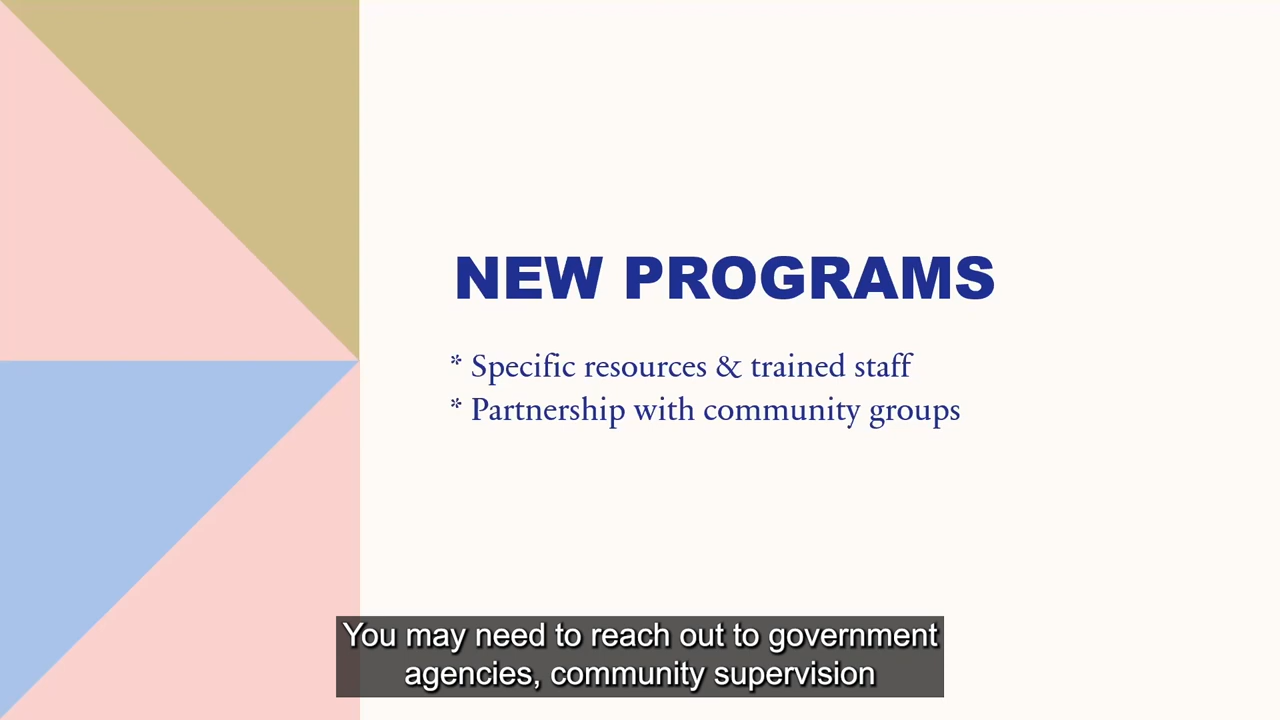 NEW PROGRAMS
* Specific resources & trained staff
* Partnership with community groups
You may need to reach out to government
agencies, community supervision